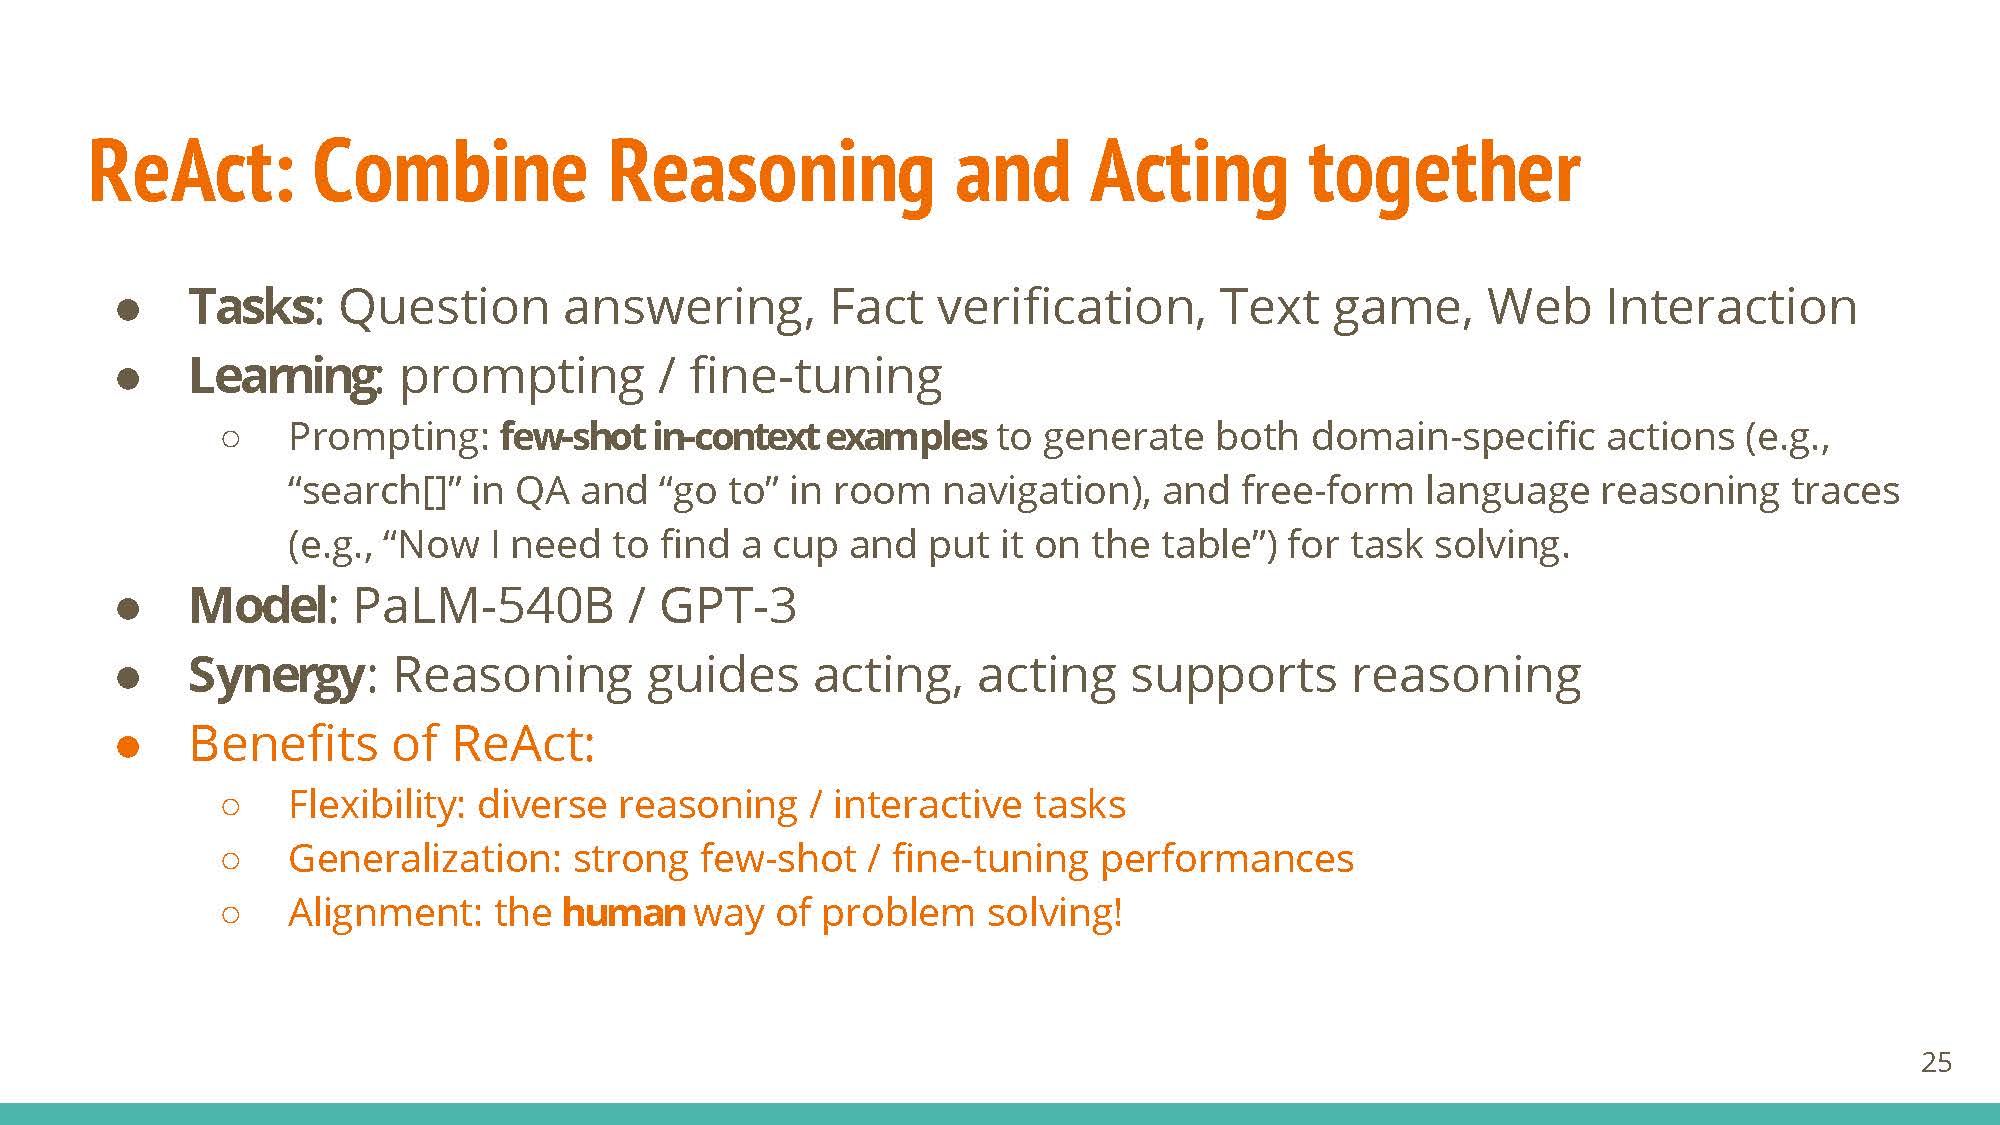 ReAct: Combine Reasoning and Acting together
● Tasks: Question answering, Fact verification, Text game, Web Interaction
● Learning: prompting / fine-tuning
○ Prompting: few-shot in-context examples to generate both domain-specific actions (e.g.,
“search[]” in QA and “go to” in room navigation), and free-form language reasoning traces
(e.g., “Now I need to find a cup and put it on the table”) for task solving.
● Model: PaLM-540B / GPT-3
● Synergy: Reasoning guides acting, acting supports reasoning
● Benefits of ReAct:
○ Flexibility: diverse reasoning / interactive tasks
○ Generalization: strong few-shot / fine-tuning performances
○ Alignment: the human way of problem solving!
25